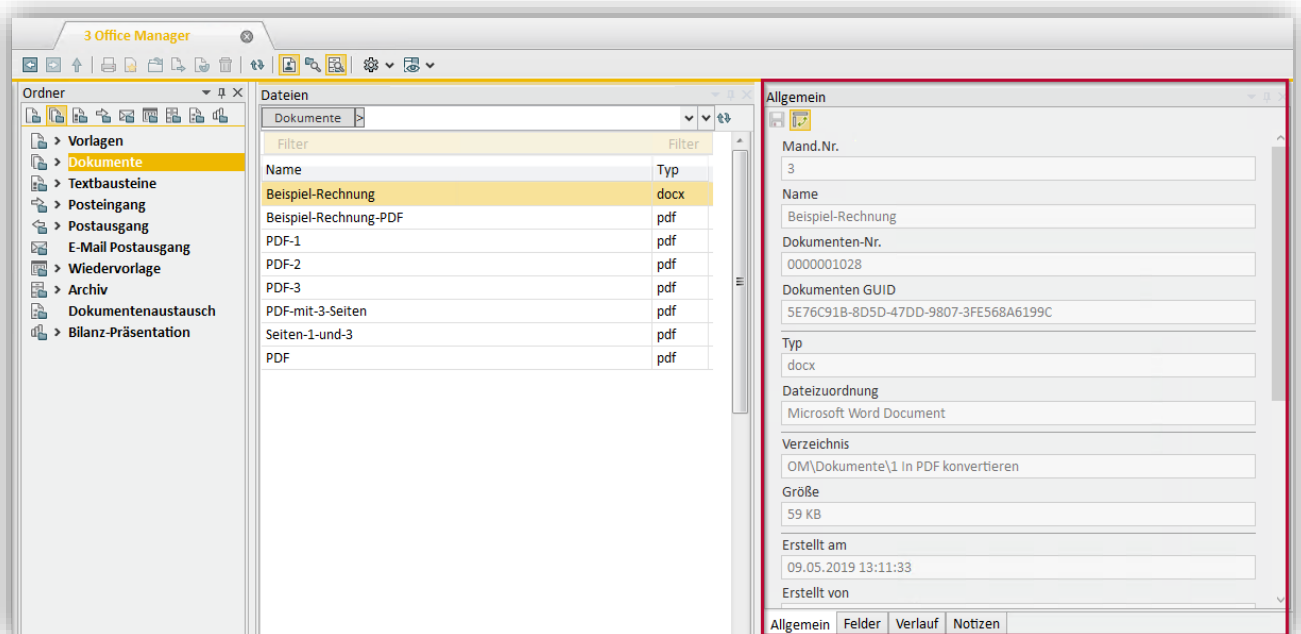 3 Office Manager
Ordner
Vorlagen
Dokumente
Textbausteine
Posteingang
Postausgang
E-Mail Postausgang
Wiedervorlage
Archiv
Dokumentenaustausch
Bilanz-Präsentation
Dateien
Dokumente >
Filter Filter
Name Typ
Beispiel-Rechnung docx
Beispiel-Rechnung-PDF pdf
PDF-1 pdf
PDF-2 pdf
PDF-3 pdf
PDF-mit-3-Seiten pdf
Seiten-1-und-3 pdf
PDF pdf
Allgemein
Mand.Nr.
3
Name
Beispiel-Rechnung
Dokumenten-Nr.
0000001028
Dokumenten GUID
5E76C91B-8D5D-47DD-9807-3FE568A6199C
Typ
docx
Dateizuordnung
Microsoft Word Document
Verzeichnis
OM\Dokumente\1 In PDF konvertieren
Größe
59 KB
Erstellt am
09.05.2019 13:11:33
Erstellt von
Allgemein Felder Verlauf Notizen